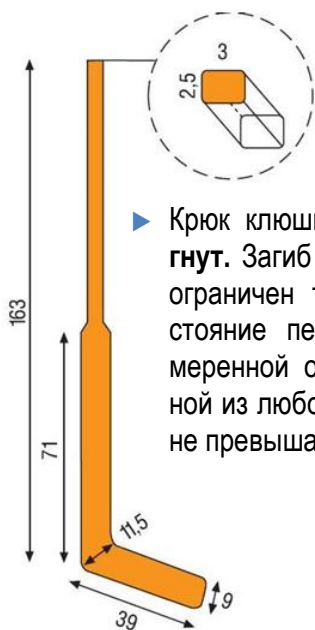 3
2,5
163
▶ Крюк клюшк
гнут. Загиб
ограничен т
стояние пе
меренной о
ной из любо
не превыша
71
11,5
39
9